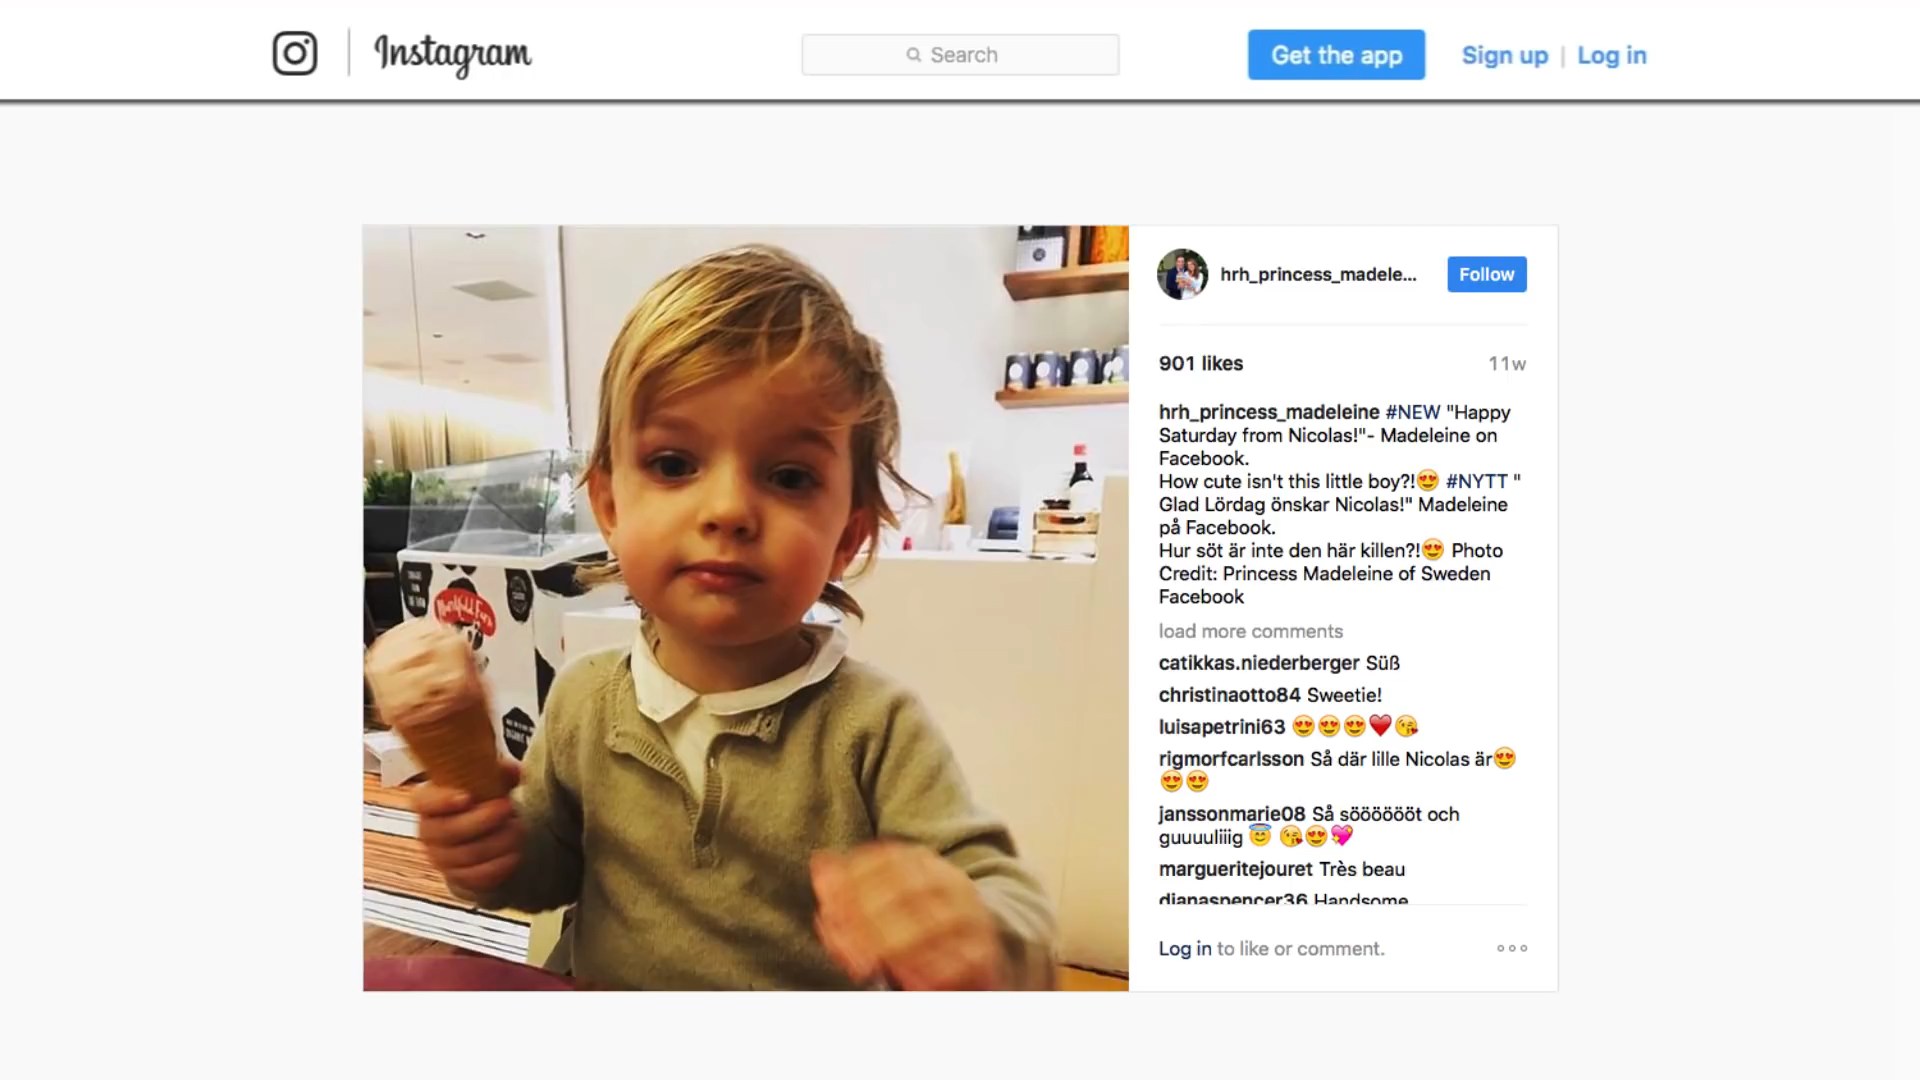 Instagram
Search
Get the app
Sign up | Log in
hrh_princess_madele...
Follow
901 likes
11w
hrh_princess_madeleine #NEW "Happy
Saturday from Nicolas!"- Madeleine on
Facebook.
How cute isn't this little boy?!😍 #NYTT "
Glad Lördag önskar Nicolas!" Madeleine
på Facebook.
Hur söt är inte den här killen?!😍 Photo
Credit: Princess Madeleine of Sweden
Facebook
load more comments
catikkas.niederberger Süß
christinaotto84 Sweetie!
luisapetrini63 😍😍😍❤️😘
rigmorfcarlsson Så där lille Nicolas är😍
😍😍
janssonmarie08 Så sööööööt och
guuuuliiig 😇 😘😍💖
margueritejouret Très beau
dianaspencer36 Handsome
Log in to like or comment.